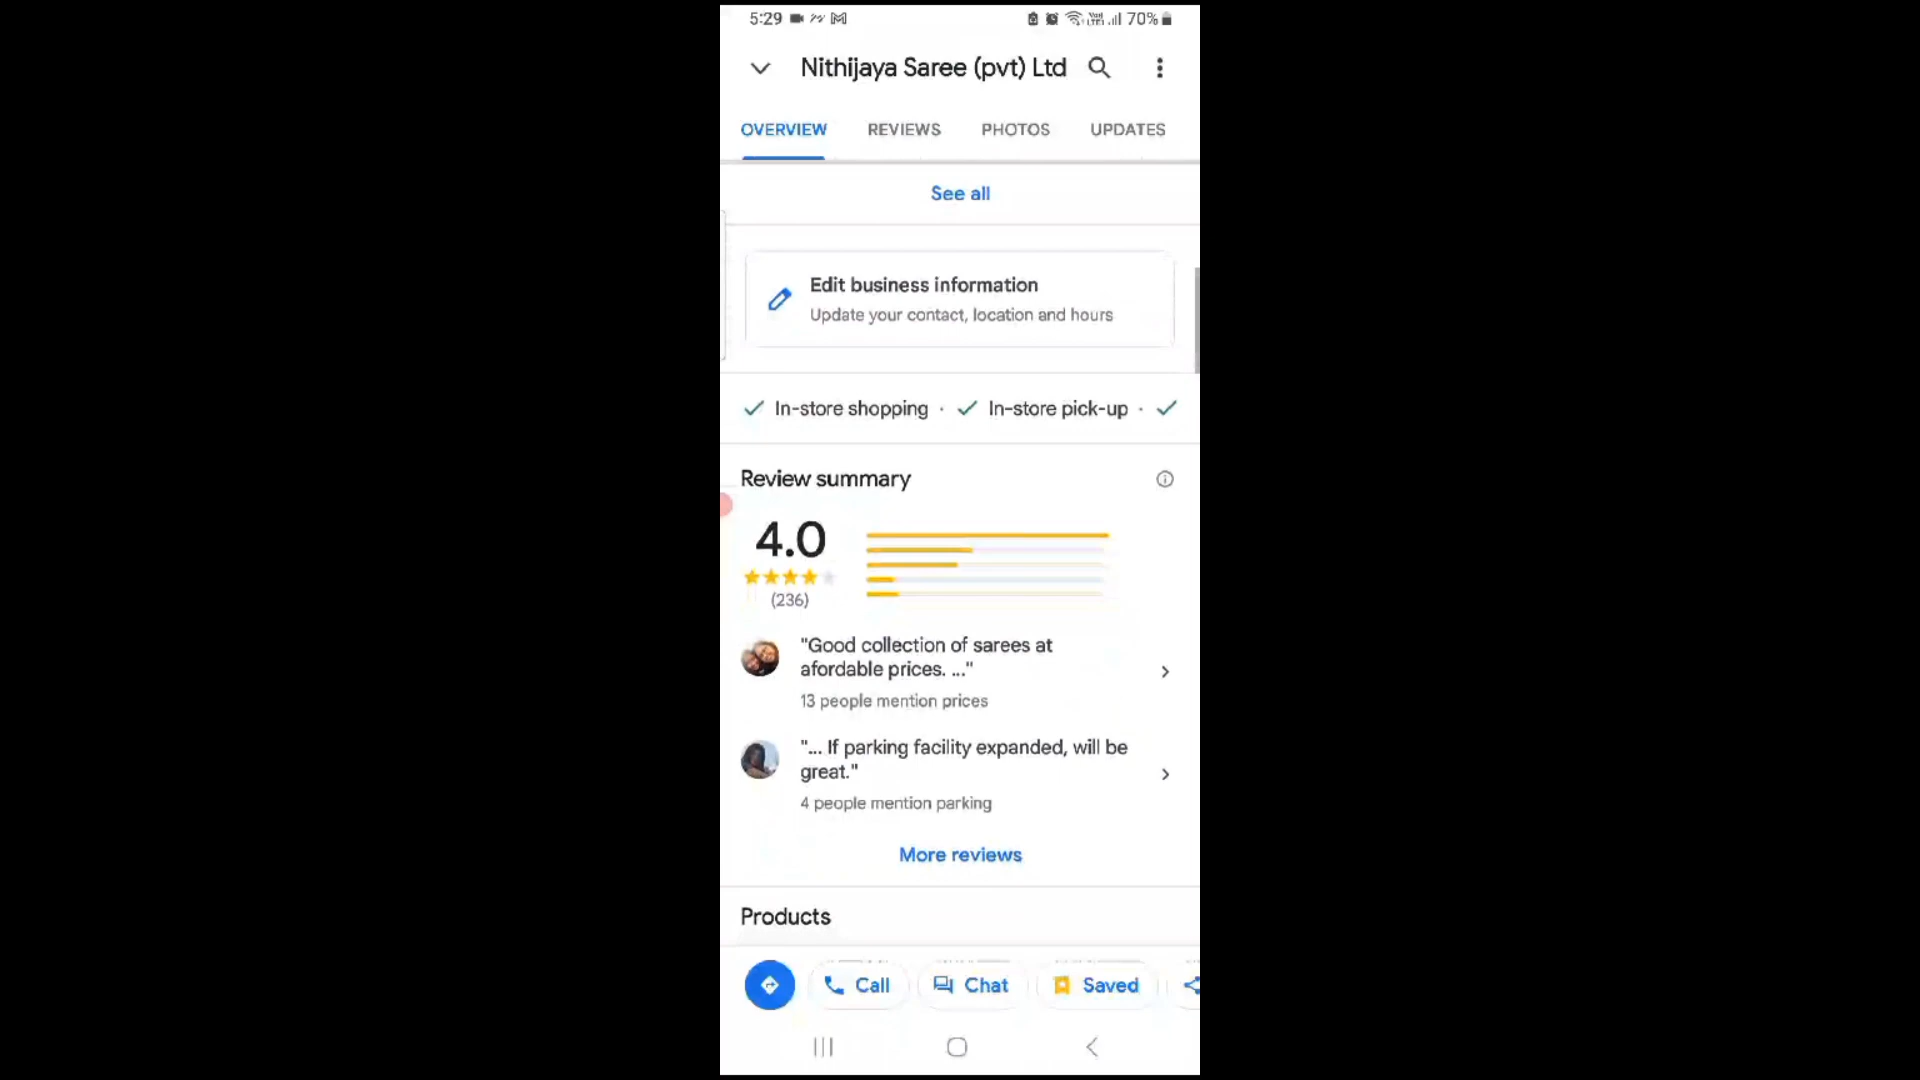 5:29 70%
Nithijaya Saree (pvt) Ltd
OVERVIEW REVIEWS PHOTOS UPDATES
See all
Edit business information
Update your contact, location and hours
In-store shopping · In-store pick-up ·
Review summary
4.0
(236)
"Good collection of sarees at
afordable prices. ..."
13 people mention prices
"... If parking facility expanded, will be
great."
4 people mention parking
More reviews
Products
Call Chat Saved